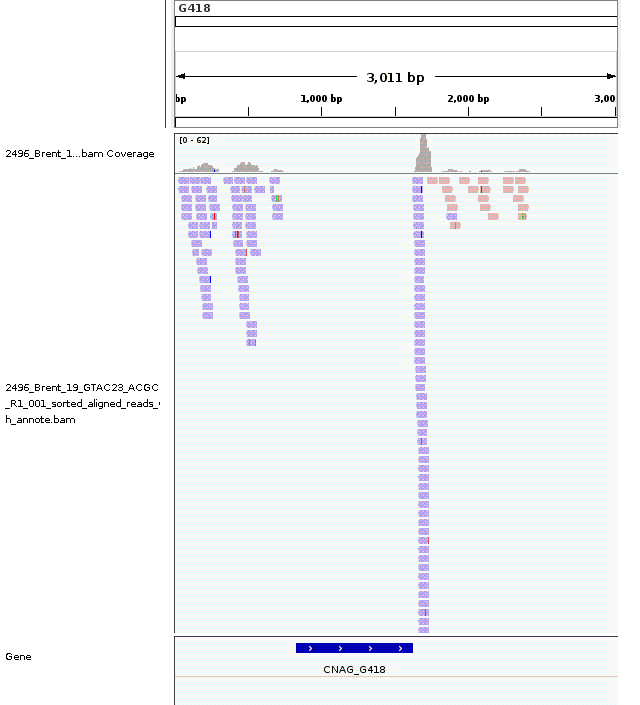 G418
3,011 bp
bp
1,000 bp
2,000 bp
3,00
2496_Brent_1...bam Coverage
[0 - 62]
2496_Brent_19_GTAC23_ACGC
_R1_001_sorted_aligned_reads_
h_annote.bam
Gene
CNAG_G418